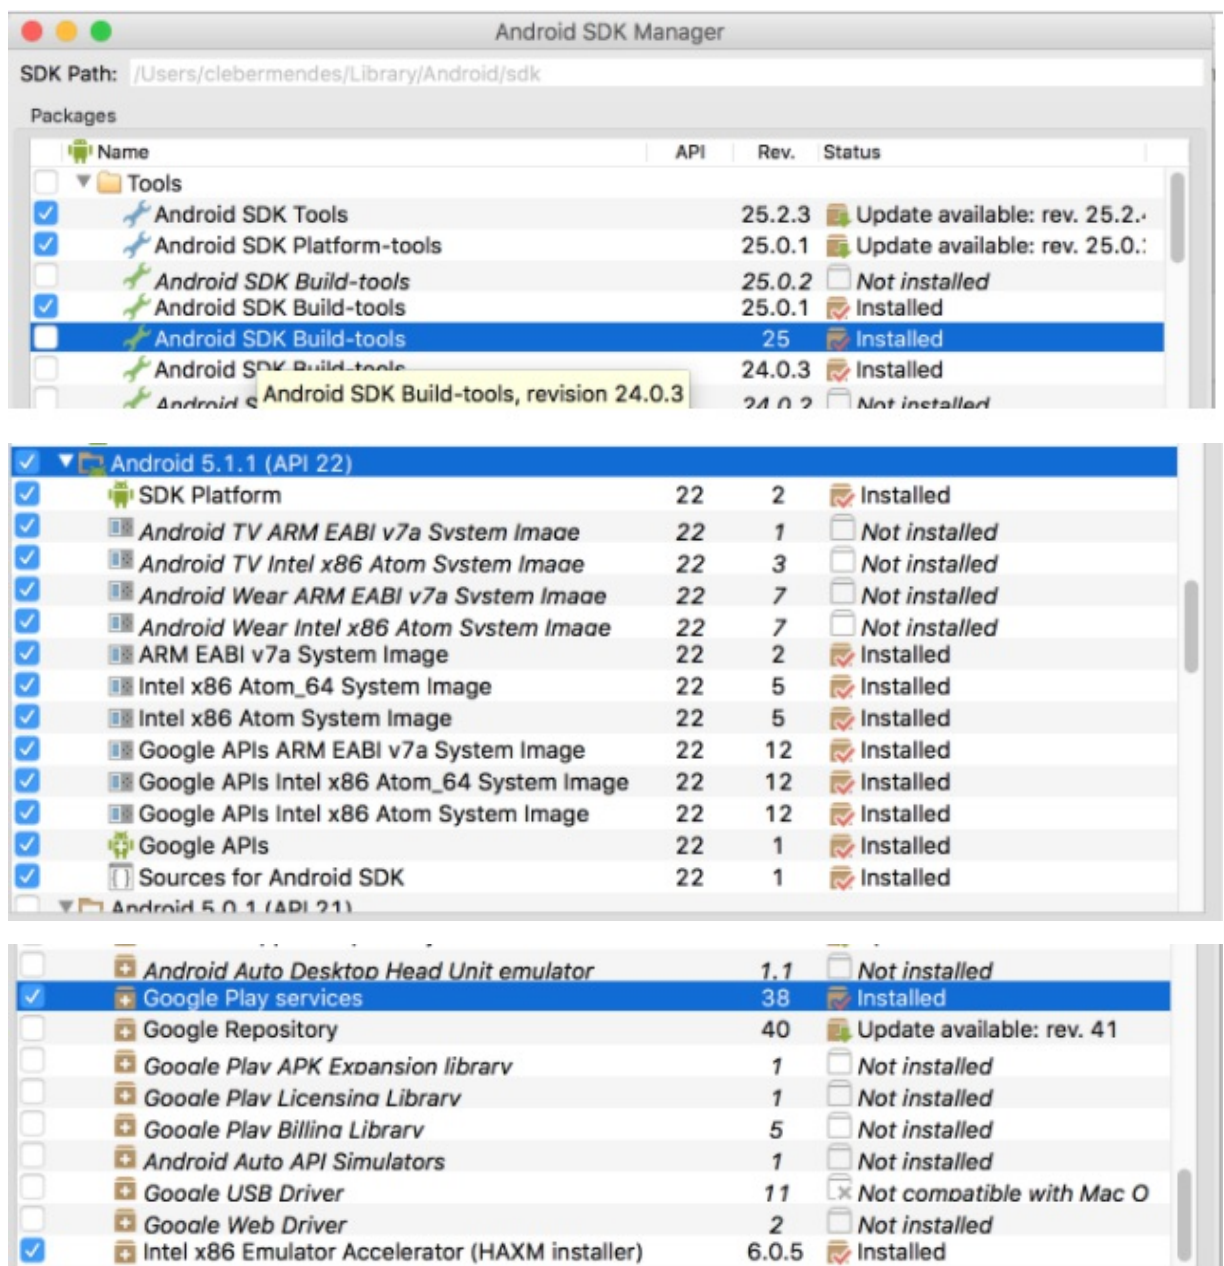 Android SDK Manager
SDK Path: /Users/clebermendes/Library/Android/sdk
Packages
Name API Rev. Status
Tools
Android SDK Tools 25.2.3 Update available: rev. 25.2.
Android SDK Platform-tools 25.0.1 Update available: rev. 25.0.
Android SDK Build-tools 25.0.2 Not installed
Android SDK Build-tools 25.0.1 Installed
Android SDK Build-tools 25 Installed
Android SDK Build-tools 24.0.3 Installed
Android SDK Build-tools, revision 24.0.3
Android 24.0.2 Not installed
Android 5.1.1 (API 22)
SDK Platform 22 2 Installed
Android TV ARM EABI v7a System Image 22 1 Not installed
Android TV Intel x86 Atom System Image 22 3 Not installed
Android Wear ARM EABI v7a System Image 22 7 Not installed
Android Wear Intel x86 Atom System Image 22 7 Not installed
ARM EABI v7a System Image 22 2 Installed
Intel x86 Atom_64 System Image 22 5 Installed
Intel x86 Atom System Image 22 5 Installed
Google APIs ARM EABI v7a System Image 22 12 Installed
Google APIs Intel x86 Atom_64 System Image 22 12 Installed
Google APIs Intel x86 Atom System Image 22 12 Installed
Google APIs 22 1 Installed
Sources for Android SDK 22 1 Installed
Android 5.0.1 (API 21)
Android Auto Desktop Head Unit emulator 1.1 Not installed
Google Play services 38 Installed
Google Repository 40 Update available: rev. 41
Google Play APK Expansion library 1 Not installed
Google Play Licensing Library 1 Not installed
Google Play Billing Library 5 Not installed
Android Auto API Simulators 1 Not installed
Google USB Driver 11 Not compatible with Mac O
Google Web Driver 2 Not installed
Intel x86 Emulator Accelerator (HAXM installer) 6.0.5 Installed